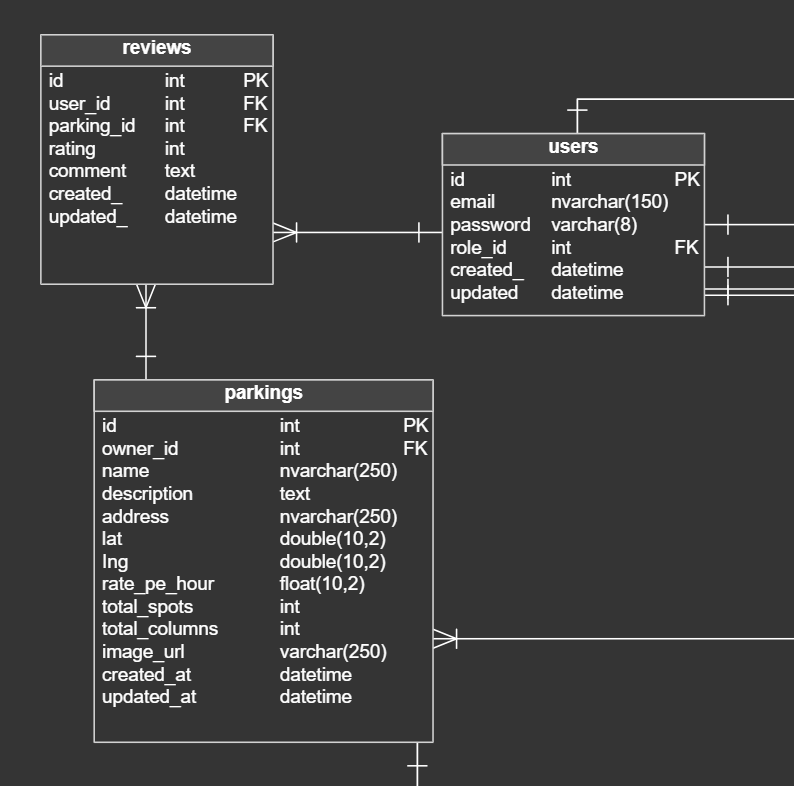 reviews
id int PK
user_id int FK
parking_id int FK
rating int
comment text
created_ datetime
updated_ datetime
users
id int PK
email nvarchar(150)
password varchar(8)
role_id int FK
created_ datetime
updated datetime
parkings
id int PK
owner_id int FK
name nvarchar(250)
description text
address nvarchar(250)
lat double(10,2)
lng double(10,2)
rate_pe_hour float(10,2)
total_spots int
total_columns int
image_url varchar(250)
created_at datetime
updated_at datetime